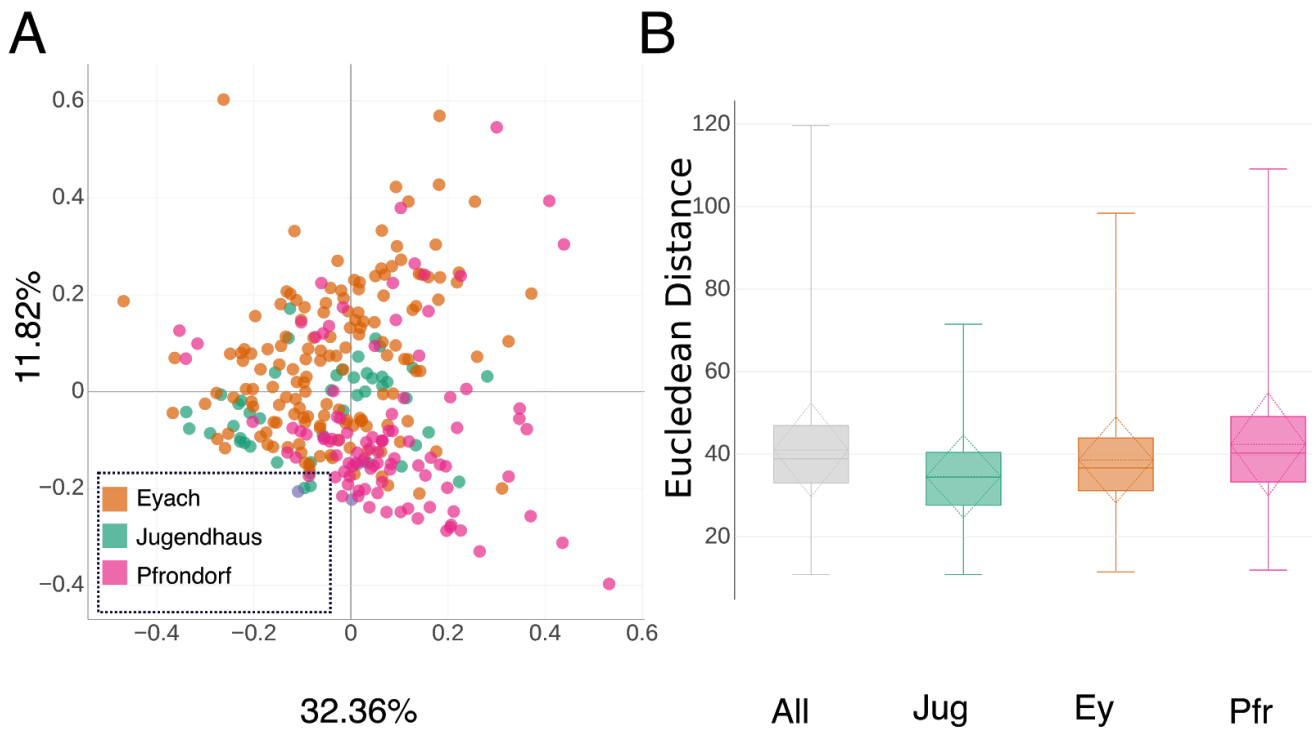 A
0.6
0.4
0.2
0
−0.2
−0.4
11.82%
Eyach
Jugendhaus
Pfrondorf
−0.4 −0.2 0 0.2 0.4 0.6
32.36%
B
120
100
80
60
40
20
Eucledean Distance
All Jug Ey Pfr